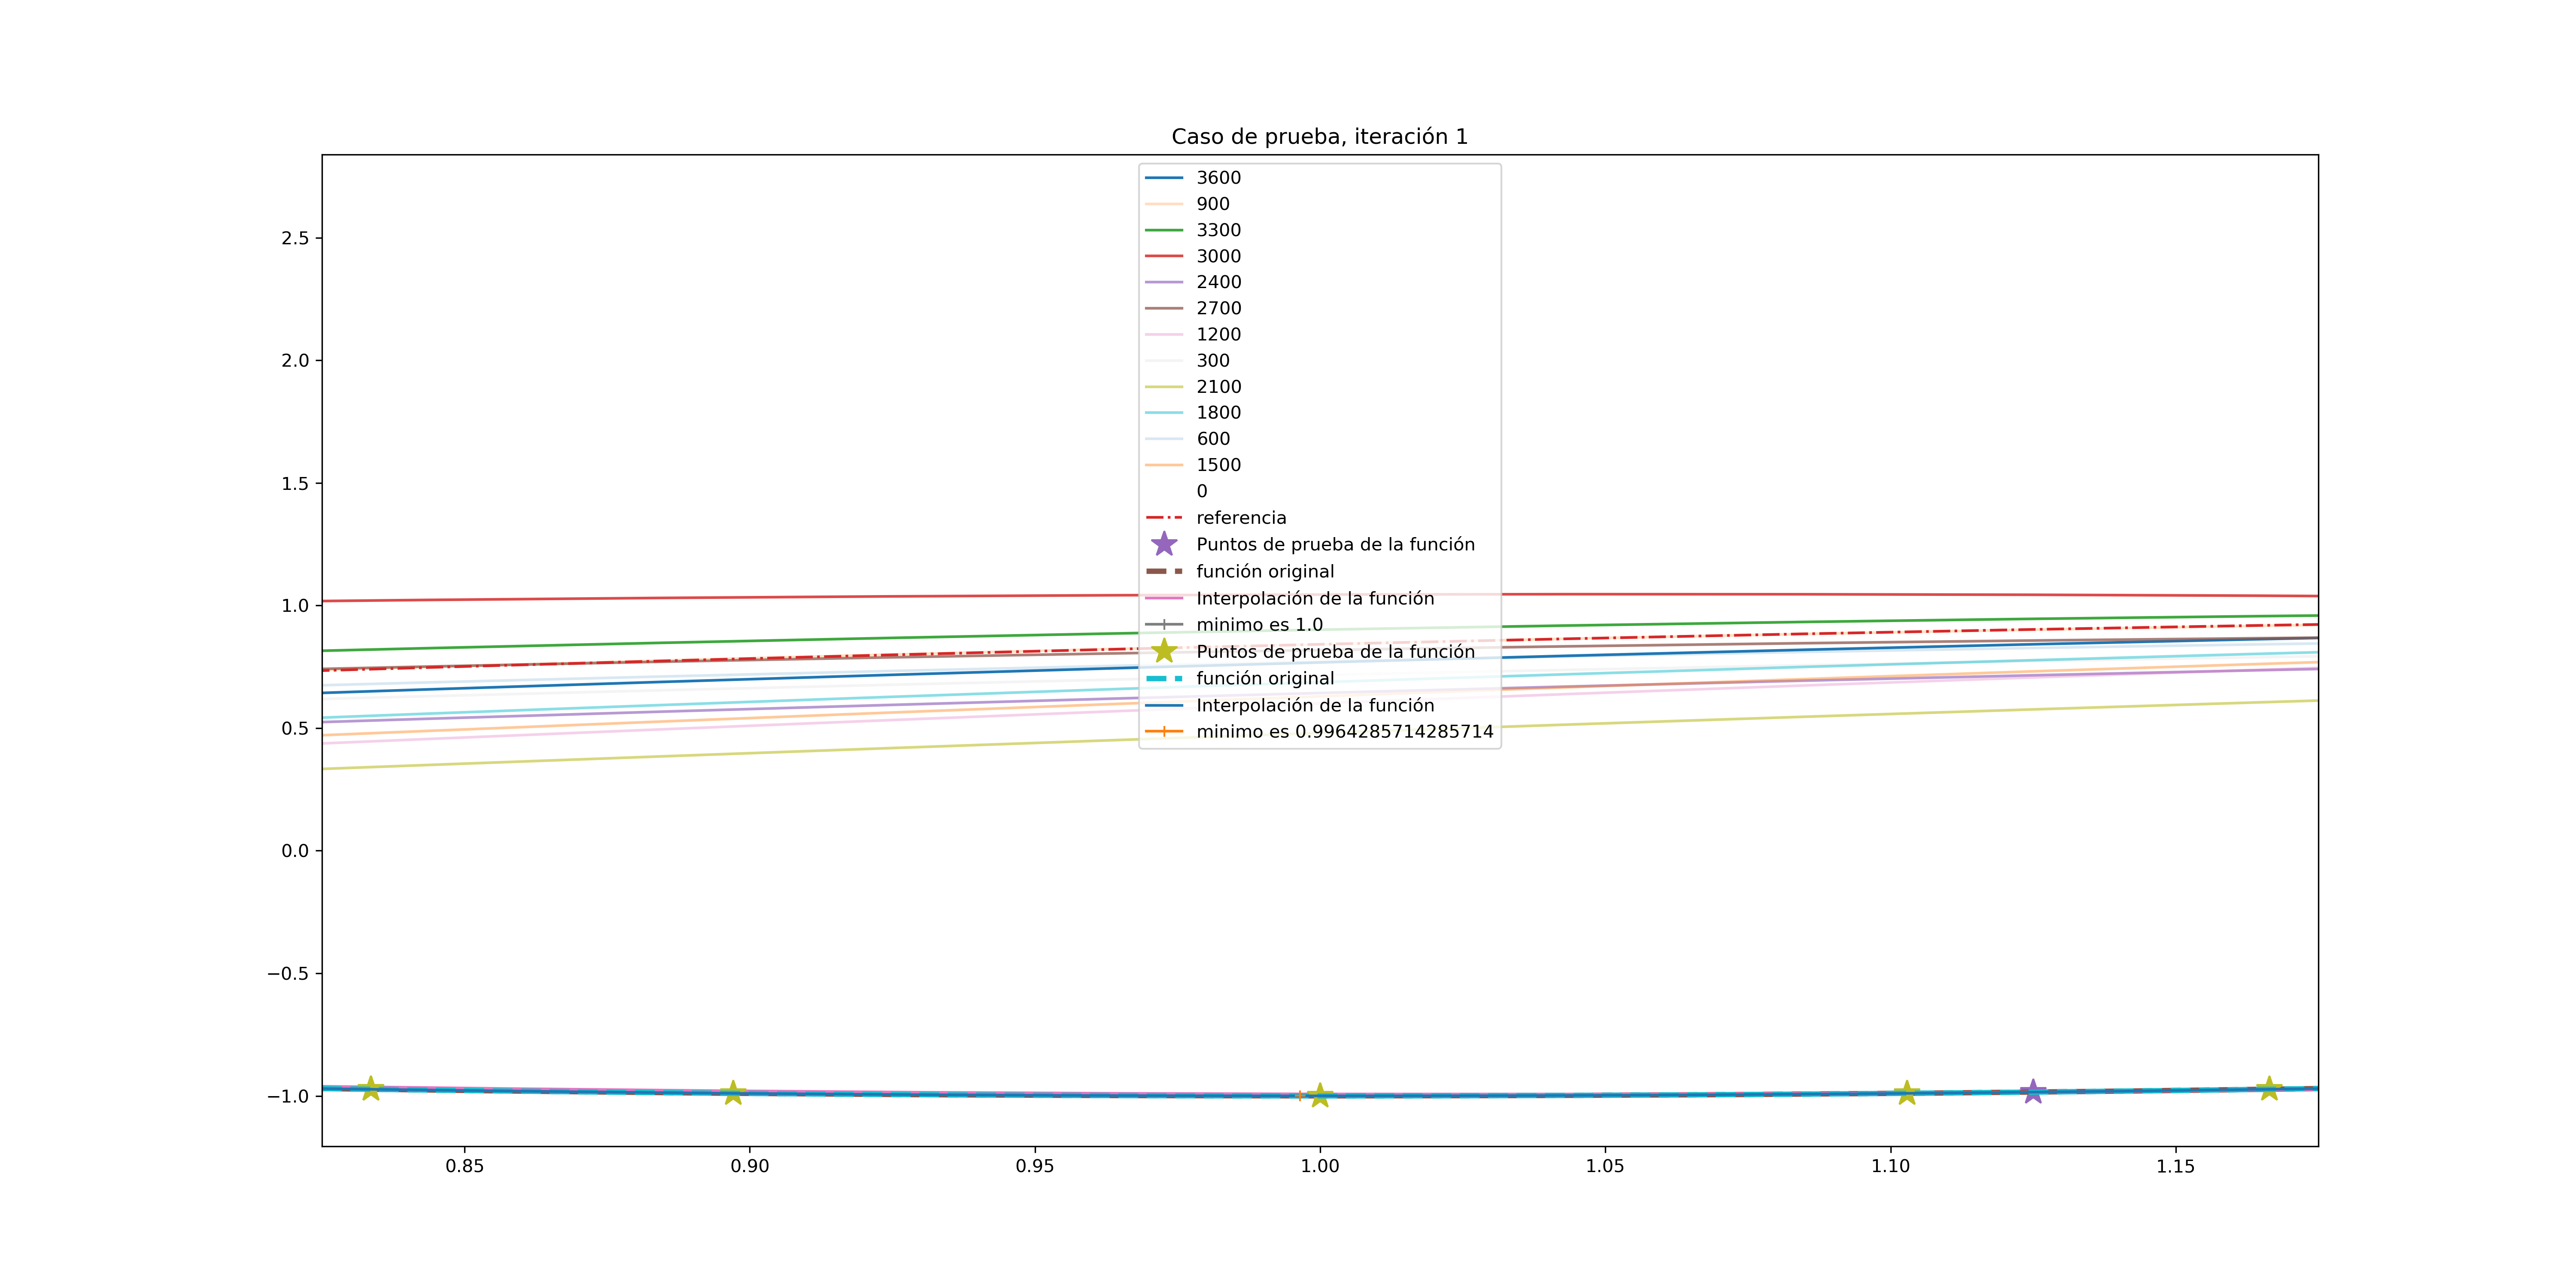 Caso de prueba, iteración 1
3600
900
3300
3000
2400
2700
1200
300
2100
1800
600
1500
0
referencia
Puntos de prueba de la función
función original
Interpolación de la función
minimo es 1.0
Puntos de prueba de la función
función original
Interpolación de la función
minimo es 0.9964285714285714
2.5
2.0
1.5
1.0
0.5
0.0
−0.5
−1.0
0.85 0.90 0.95 1.00 1.05 1.10 1.15